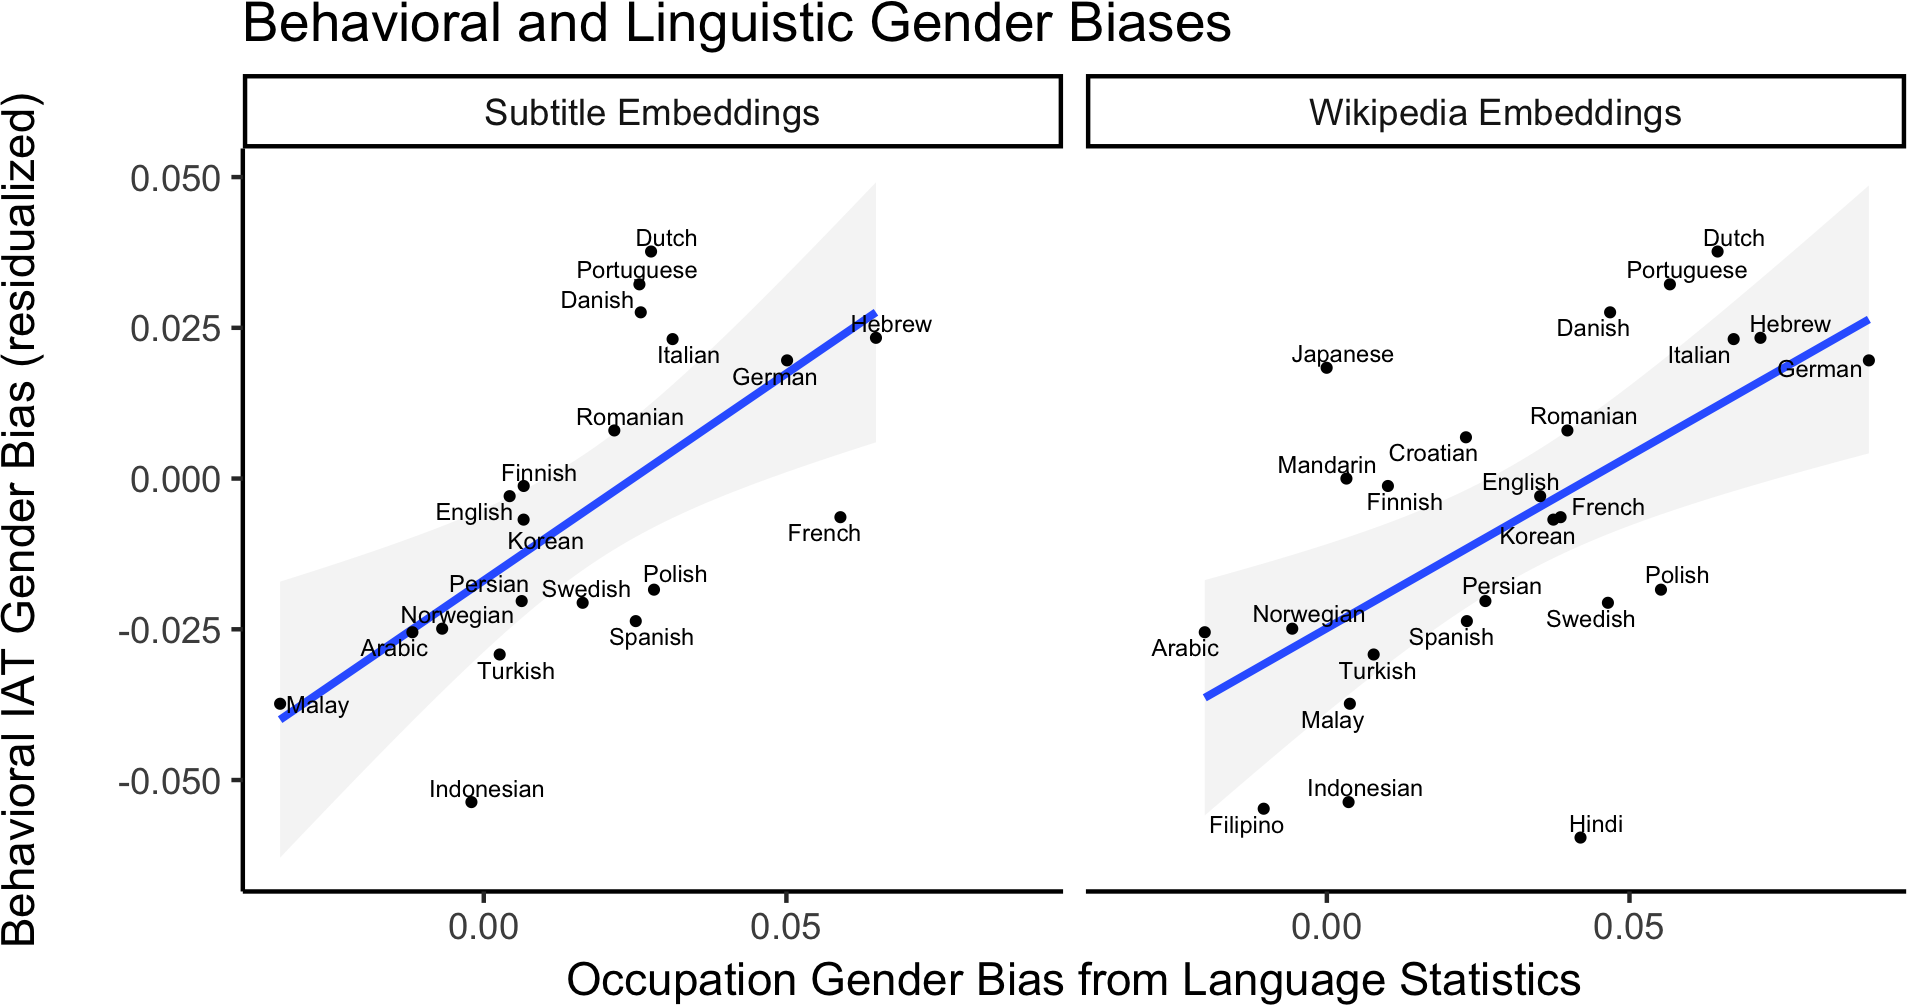 Behavioral and Linguistic Gender Biases
Behavioral IAT Gender Bias (residualized)
Subtitle Embeddings
Wikipedia Embeddings
0.050
0.025
0.000
-0.025
-0.050
Dutch
Portuguese
Danish
Hebrew
Italian
German
Romanian
Finnish
English
French
Korean
Polish
Persian
Swedish
Norwegian
Spanish
Arabic
Turkish
Malay
Indonesian
Dutch
Portuguese
Danish
Hebrew
Japanese
Italian
German
Romanian
Croatian
Mandarin
English
Finnish
French
Korean
Polish
Persian
Norwegian
Swedish
Spanish
Arabic
Turkish
Malay
Indonesian
Filipino
Hindi
0.00
0.05
0.00
0.05
Occupation Gender Bias from Language Statistics